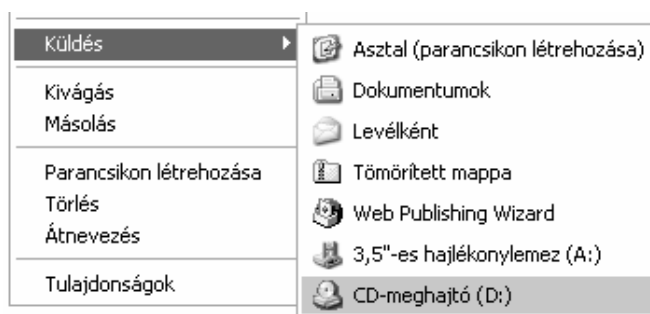 Küldés
Kivágás
Másolás
Parancsikon létrehozása
Törlés
Átnevezés
Tulajdonságok
Asztal (parancsikon létrehozása)
Dokumentumok
Levélként
Tömörített mappa
Web Publishing Wizard
3,5"-es hajlékonylemez (A:)
CD-meghajtó (D:)